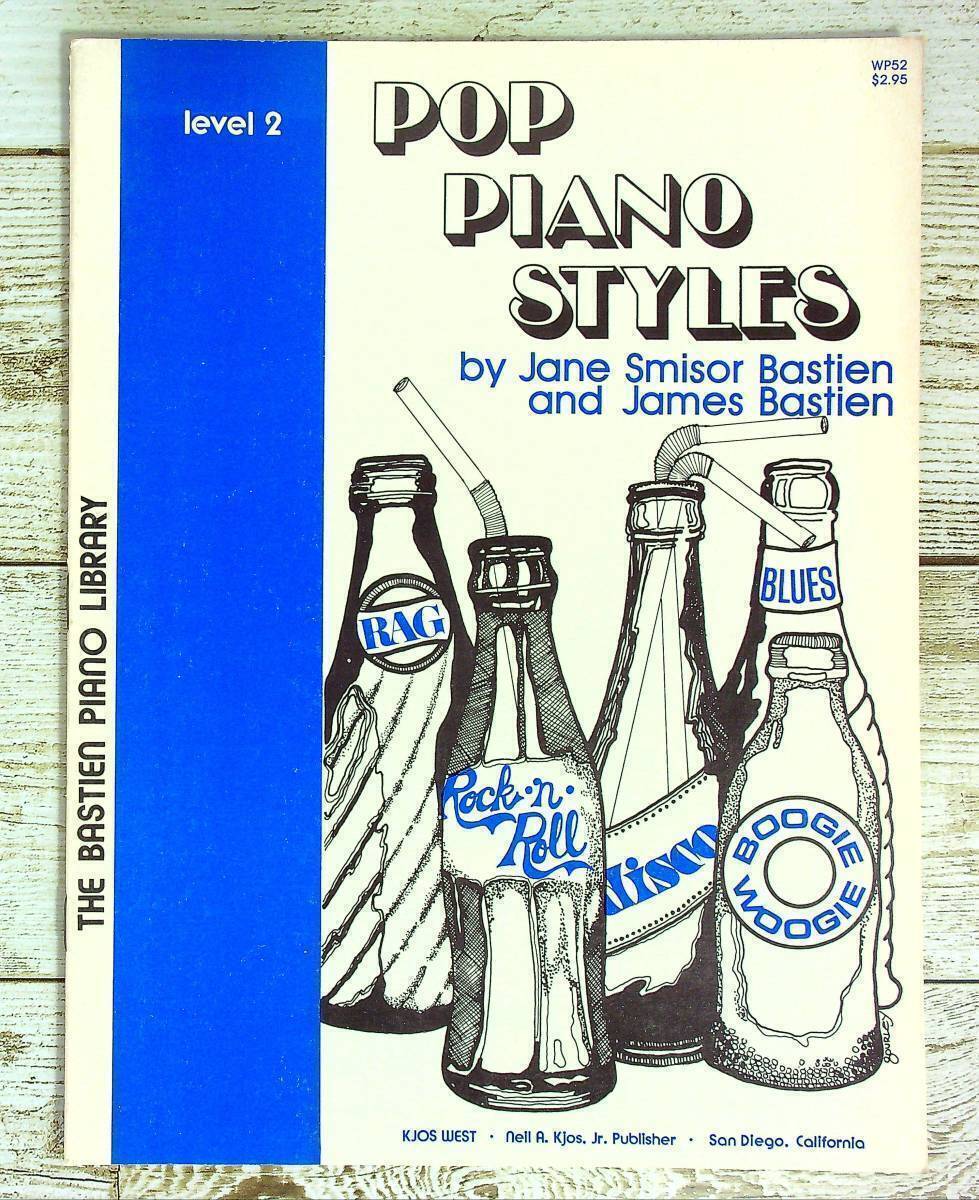 WP52
$2.95
level 2
POP
PIANO
STYLES
by Jane Smisor Bastien
and James Bastien
THE BASTIEN PIANO LIBRARY
RAG
Rock·n·
Roll
disco
BLUES
BOOGIE
WOOGIE
KJOS WEST · Neil A. Kjos, Jr. Publisher · San Diego, California